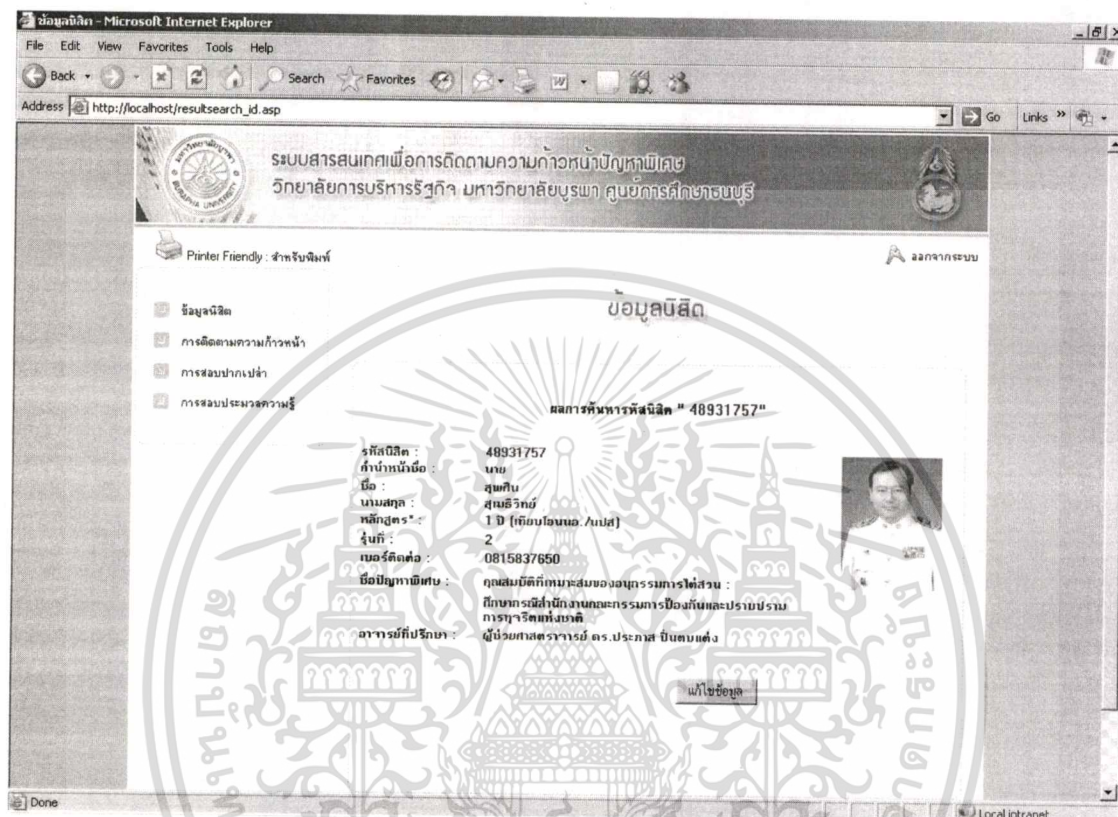 ข้อมูลนิสิต - Microsoft Internet Explorer
File Edit View Favorites Tools Help
Back Search Favorites
Address http://localhost/resultsearch_id.asp Go Links »
ระบบสารสนเทศเพื่อการติดตามความก้าวหน้าปัญหาพิเศษ
วิทยาลัยการบริหารรัฐกิจ มหาวิทยาลัยบูรพา ศูนย์การศึกษาธนบุรี
มหาวิทยาลัยบูรพา
BURAPHA UNIVERSITY
Printer Friendly : สำหรับพิมพ์
ออกจากระบบ
ข้อมูลนิสิต
การติดตามความก้าวหน้า
การสอบปากเปล่า
การสอบประมวลความรู้
ข้อมูลนิสิต
ผลการค้นหารหัสนิสิต " 48931757"
รหัสนิสิต : 48931757
คำนำหน้าชื่อ : นาย
ชื่อ : สุพศิน
นามสกุล : สุเมธิวิทย์
หลักสูตร* : 1 ปี (เทียบโอนนอ./นปส)
รุ่นที่ : 2
เบอร์ติดต่อ : 0815837650
ชื่อปัญหาพิเศษ : คุณสมบัติที่เหมาะสมของอนุกรรมการไต่สวน :
ศึกษากรณีสำนักงานคณะกรรมการป้องกันและปราบปราม
การทุจริตแห่งชาติ
อาจารย์ที่ปรึกษา : ผู้ช่วยศาสตราจารย์ ดร.ประภาส ปิ่นตบแต่ง
แก้ไขข้อมูล
Done
Local intranet